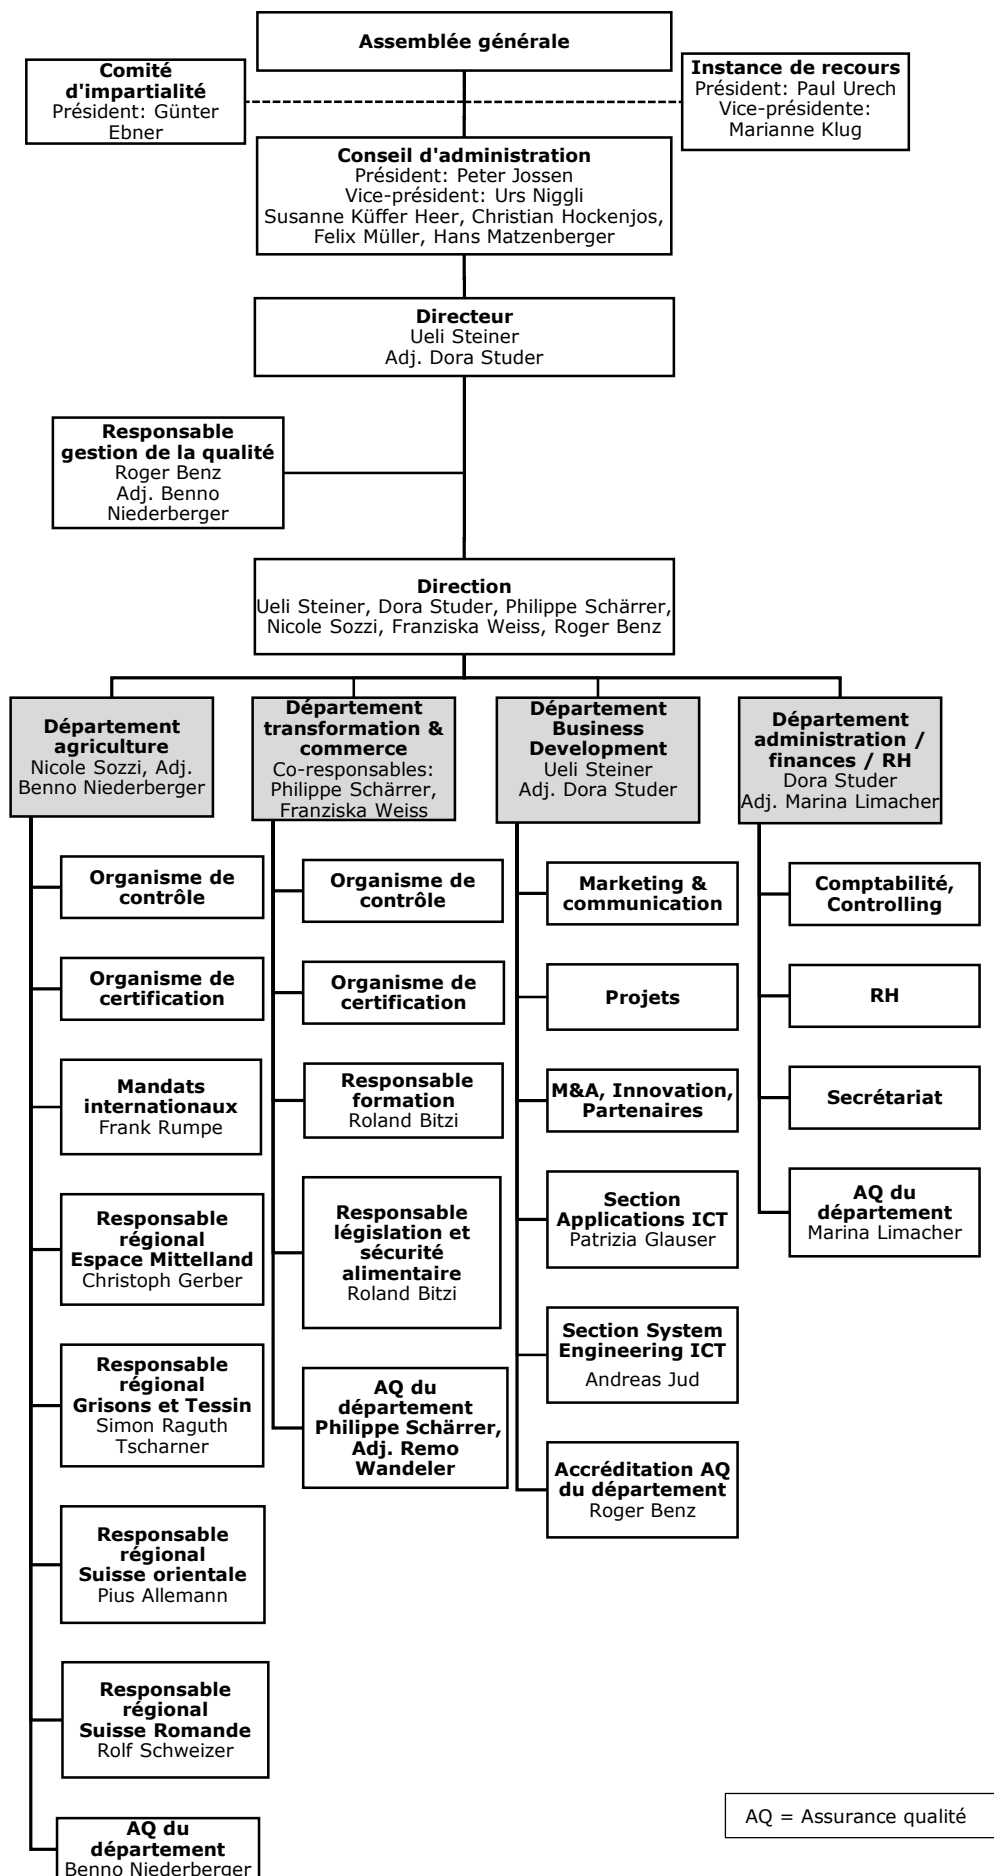 Assemblée générale
Comité
d'impartialité
Président: Günter
Ebner
Instance de recours
Président: Paul Urech
Vice-présidente:
Marianne Klug
Conseil d'administration
Président: Peter Jossen
Vice-président: Urs Niggli
Susanne Küffer Heer, Christian Hockenjos,
Felix Müller, Hans Matzenberger
Directeur
Ueli Steiner
Adj. Dora Studer
Responsable
gestion de la qualité
Roger Benz
Adj. Benno
Niederberger
Direction
Ueli Steiner, Dora Studer, Philippe Schärrer,
Nicole Sozzi, Franziska Weiss, Roger Benz
Département
agriculture
Nicole Sozzi, Adj.
Benno Niederberger
Organisme de
contrôle
Organisme de
certification
Mandats
internationaux
Frank Rumpe
Responsable
régional
Espace Mittelland
Christoph Gerber
Responsable
régional
Grisons et Tessin
Simon Raguth
Tscharner
Responsable
régional
Suisse orientale
Pius Allemann
Responsable
régional
Suisse Romande
Rolf Schweizer
AQ du
département
Benno Niederberger
Département
transformation &
commerce
Co-responsables:
Philippe Schärrer,
Franziska Weiss
Organisme de
contrôle
Organisme de
certification
Responsable
formation
Roland Bitzi
Responsable
législation et
sécurité
alimentaire
Roland Bitzi
AQ du
département
Philippe Schärrer,
Adj. Remo
Wandeler
Département
Business
Development
Ueli Steiner
Adj. Dora Studer
Marketing &
communication
Projets
M&A, Innovation,
Partenaires
Section
Applications ICT
Patrizia Glauser
Section System
Engineering ICT
Andreas Jud
Accréditation AQ
du département
Roger Benz
Département
administration /
finances / RH
Dora Studer
Adj. Marina Limacher
Comptabilité,
Controlling
RH
Secrétariat
AQ du
département
Marina Limacher
AQ = Assurance qualité